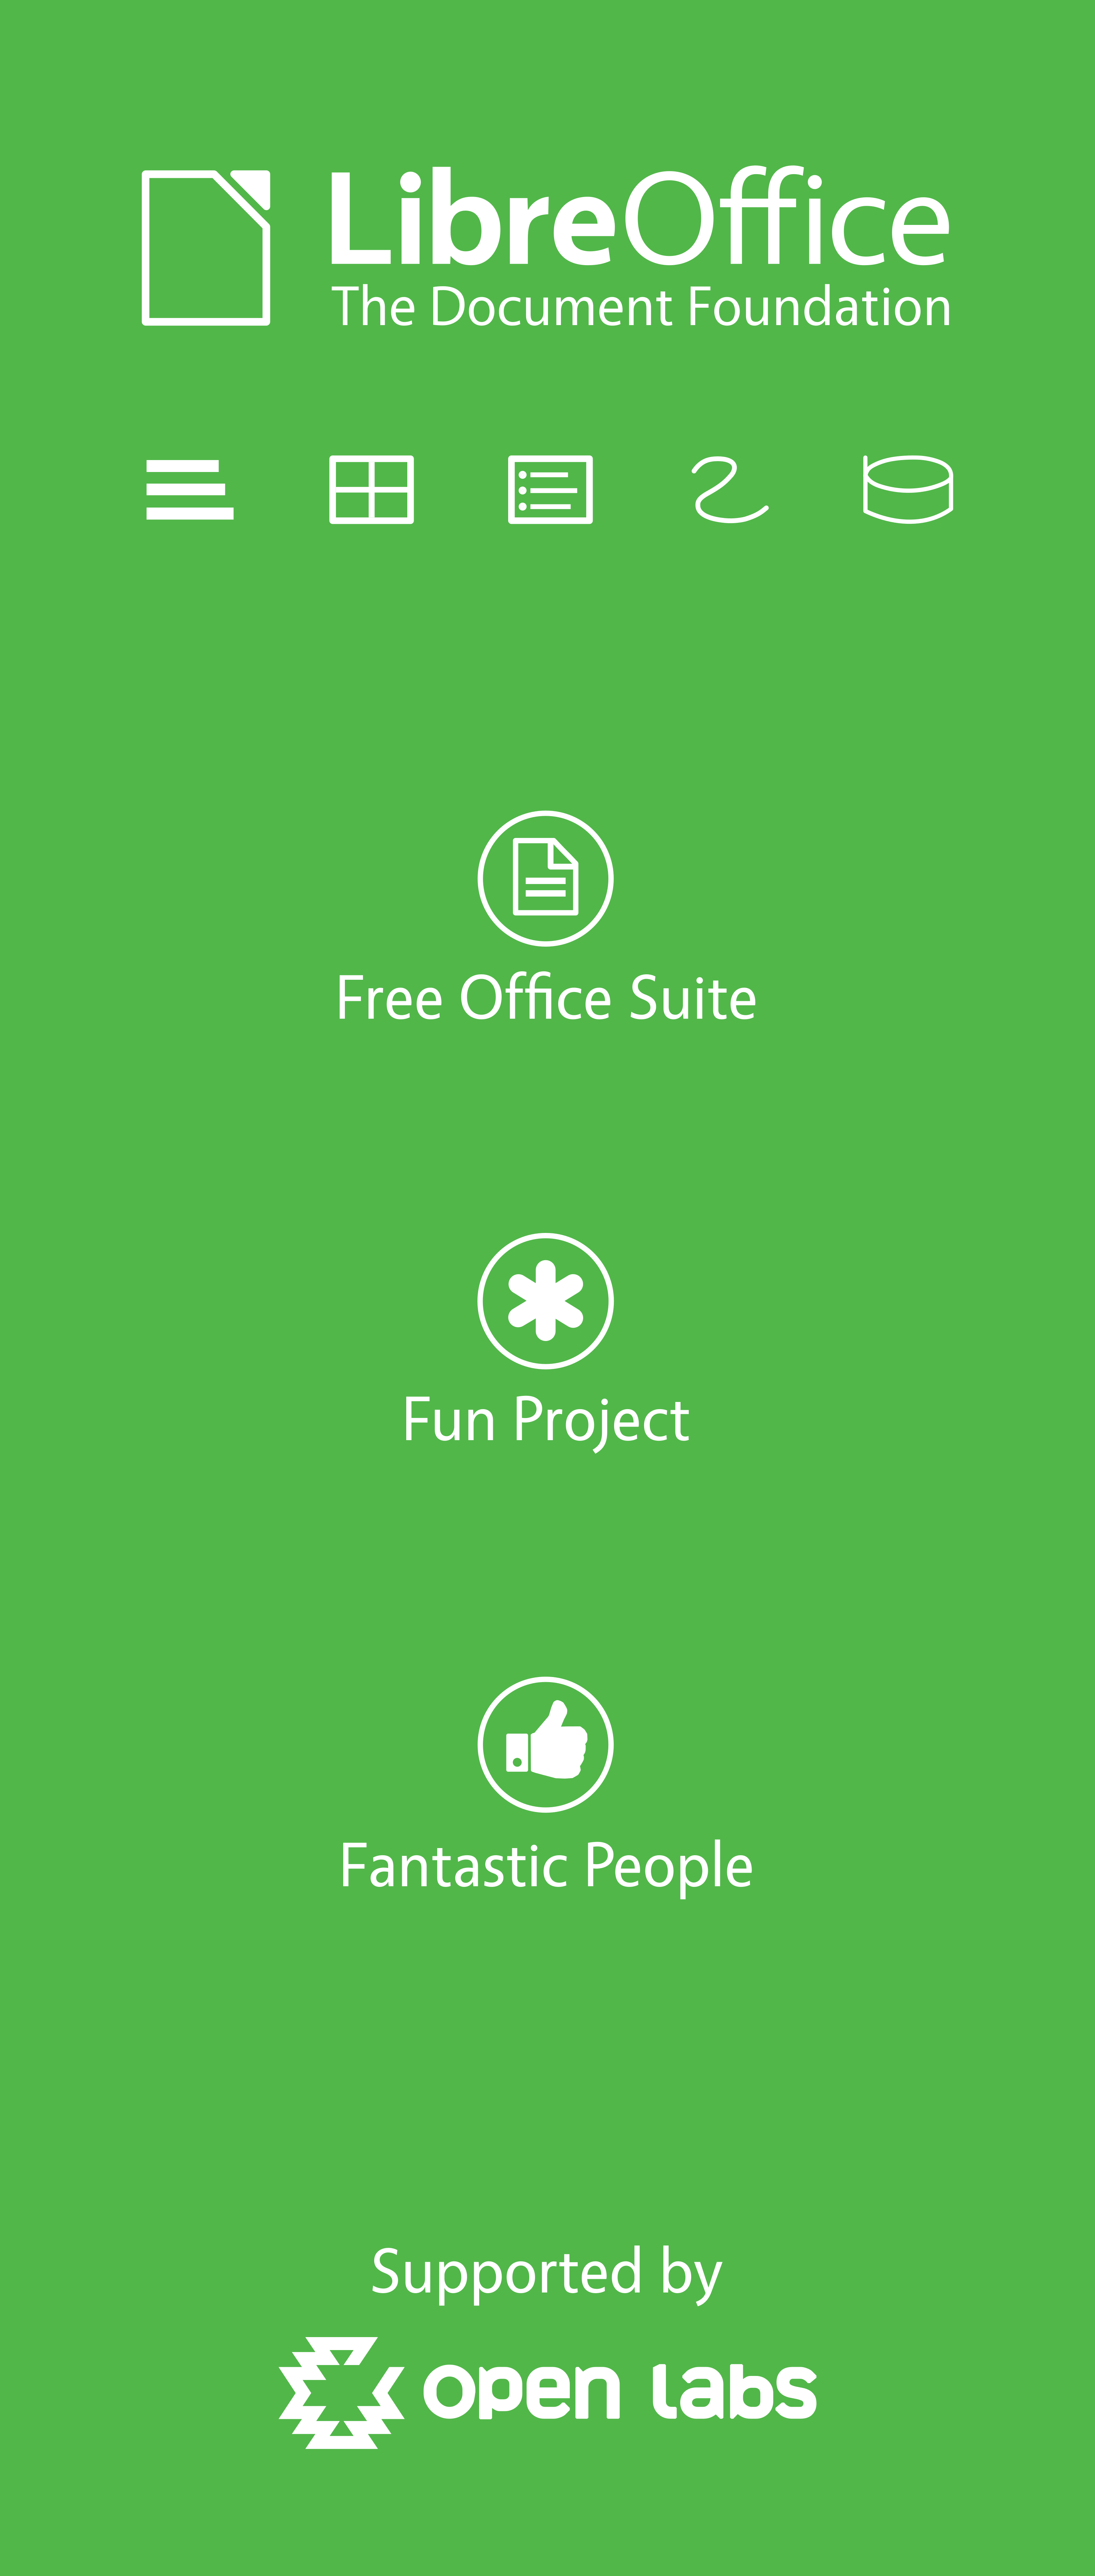 LibreOffice
The Document Foundation
Free Office Suite
Fun Project
Fantastic People
Supported by
open labs